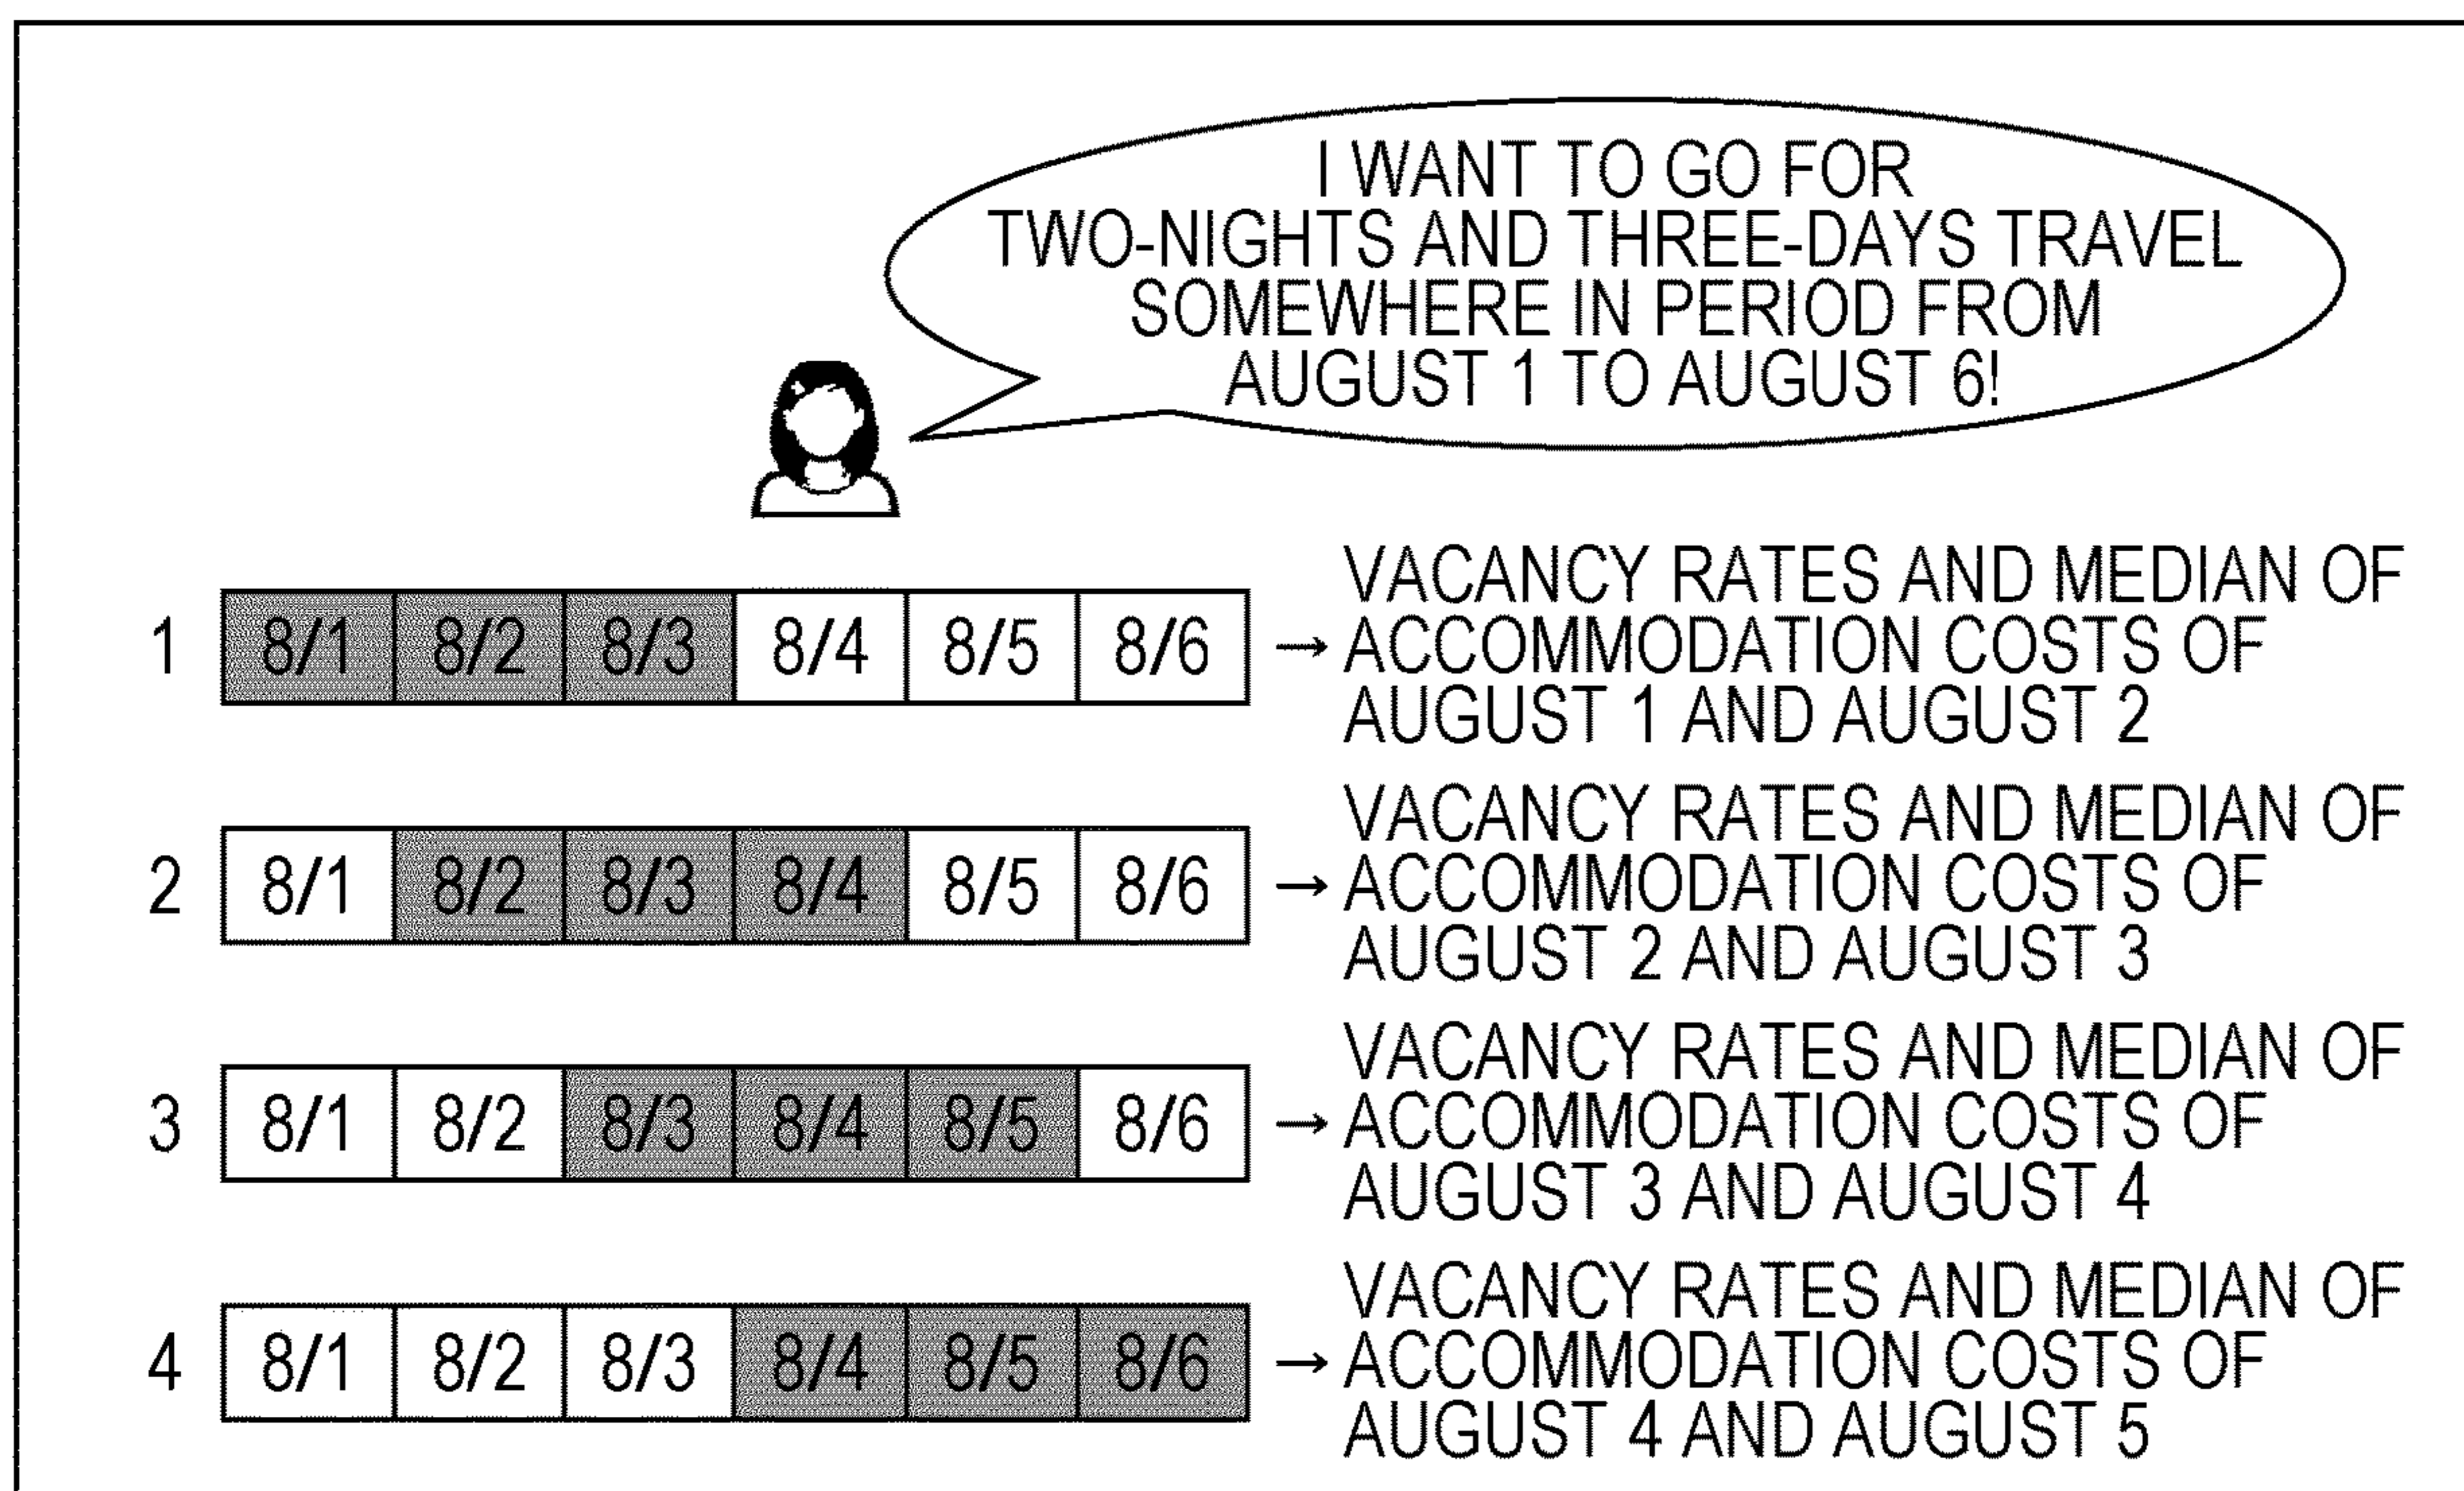 I WANT TO GO FOR
TWO-NIGHTS AND THREE-DAYS TRAVEL
SOMEWHERE IN PERIOD FROM
AUGUST 1 TO AUGUST 6!
1 8/1 8/2 8/3 8/4 8/5 8/6 → VACANCY RATES AND MEDIAN OF
ACCOMMODATION COSTS OF
AUGUST 1 AND AUGUST 2
2 8/1 8/2 8/3 8/4 8/5 8/6 → VACANCY RATES AND MEDIAN OF
ACCOMMODATION COSTS OF
AUGUST 2 AND AUGUST 3
3 8/1 8/2 8/3 8/4 8/5 8/6 → VACANCY RATES AND MEDIAN OF
ACCOMMODATION COSTS OF
AUGUST 3 AND AUGUST 4
4 8/1 8/2 8/3 8/4 8/5 8/6 → VACANCY RATES AND MEDIAN OF
ACCOMMODATION COSTS OF
AUGUST 4 AND AUGUST 5